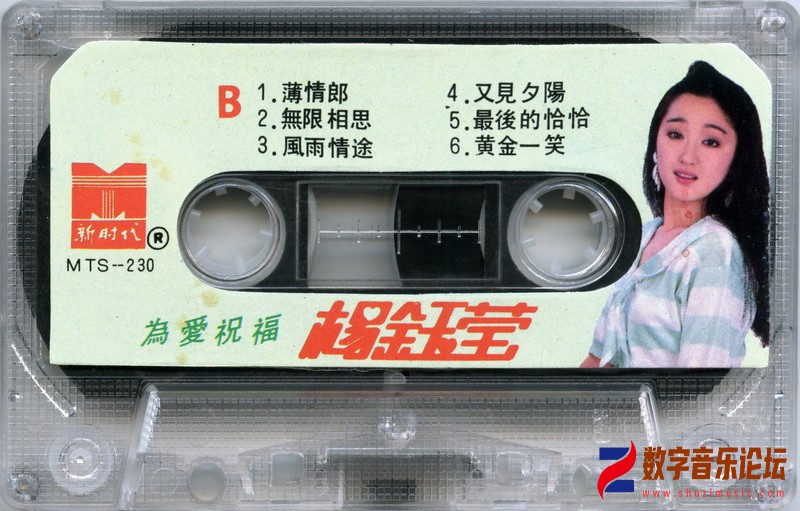 B
1.薄情郎
2.無限相思
3.風雨情途
4.又見夕陽
5.最後的恰恰
6.黄金一笑
新时代®
MTS--230
為愛祝福 楊鈺莹
数字音乐论坛
www.shuzimusic.com